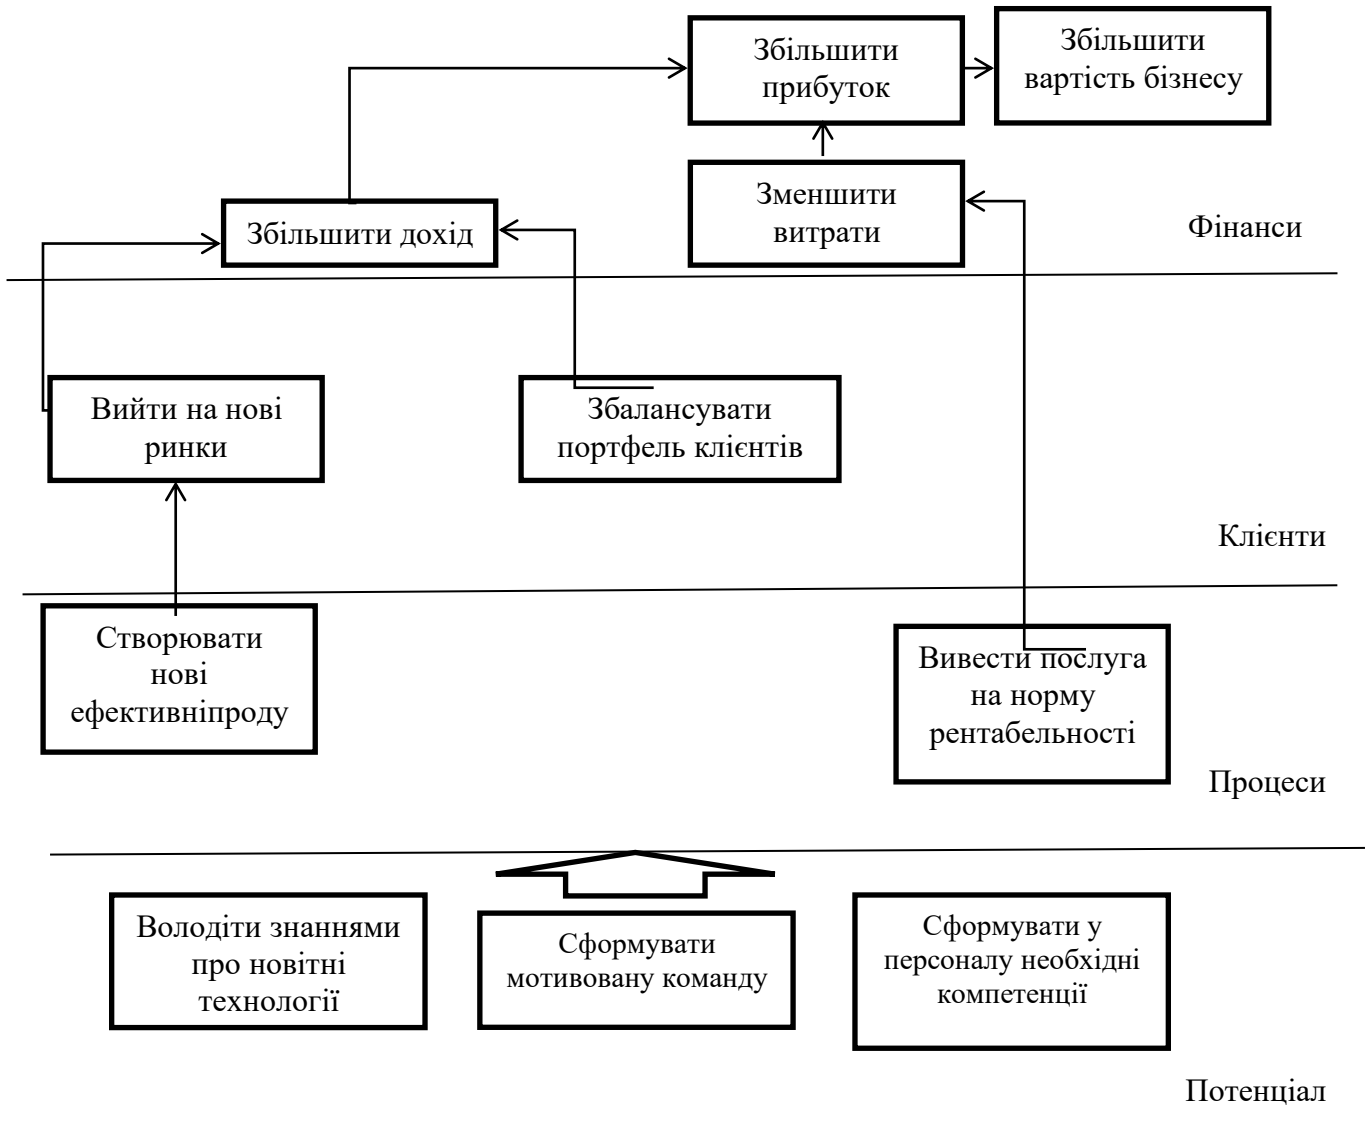 Збільшити
прибуток
Збільшити
вартість бізнесу
Зменшити
витрати
Збільшити дохід
Фінанси
Вийти на нові
ринки
Збалансувати
портфель клієнтів
Клієнти
Створювати
нові
ефективніпроду
Вивести послуга
на норму
рентабельності
Процеси
Володіти знаннями
про новітні
технології
Сформувати
мотивовану команду
Сформувати у
персоналу необхідні
компетенції
Потенціал